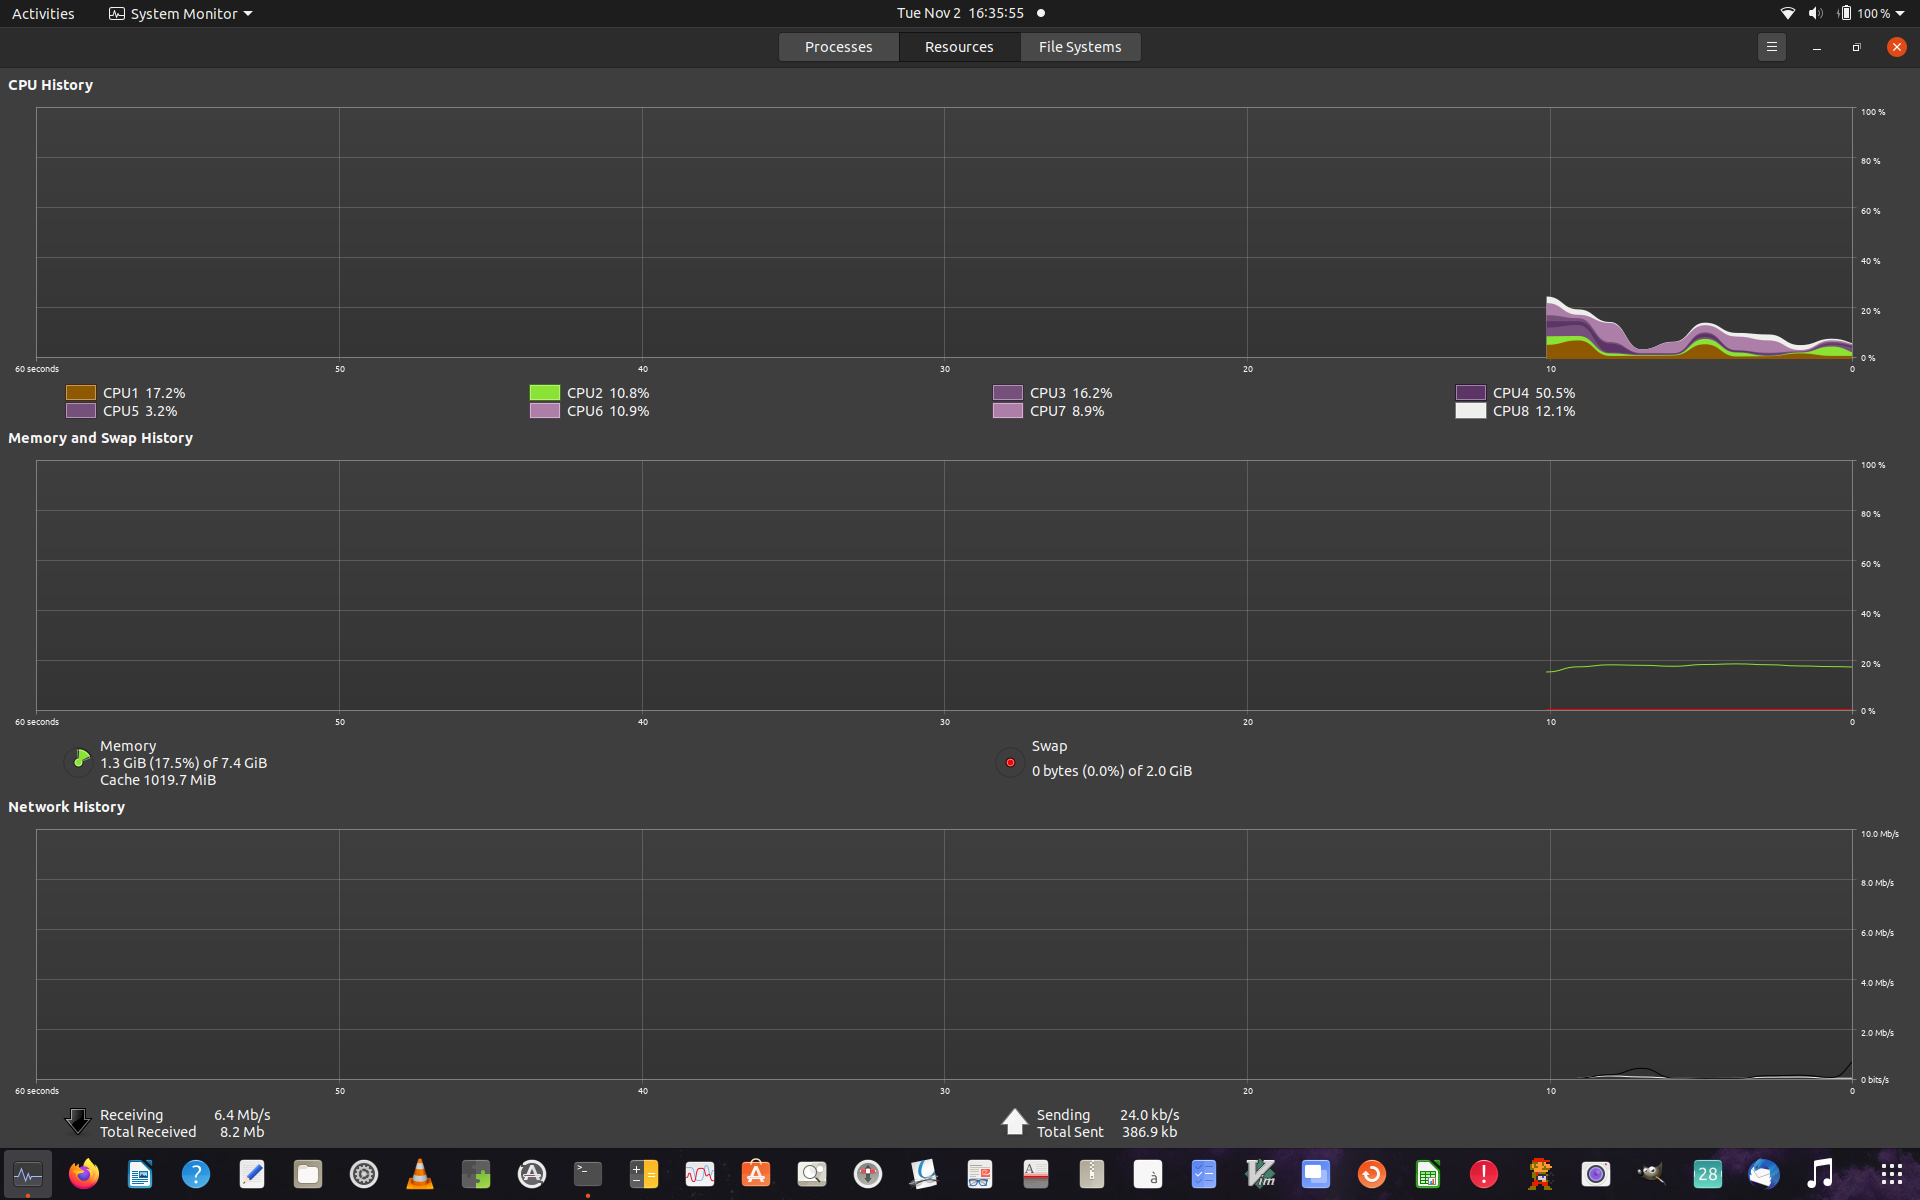 Activities
System Monitor
Tue Nov 2 16:35:55
100 %
Processes
Resources
File Systems
CPU History
100 %
80 %
60 %
40 %
20 %
0 %
60 seconds 50 40 30 20 10 0
CPU1 17.2% CPU2 10.8% CPU3 16.2% CPU4 50.5%
CPU5 3.2% CPU6 10.9% CPU7 8.9% CPU8 12.1%
Memory and Swap History
100 %
80 %
60 %
40 %
20 %
0 %
60 seconds 50 40 30 20 10 0
Memory
1.3 GiB (17.5%) of 7.4 GiB
Cache 1019.7 MiB
Swap
0 bytes (0.0%) of 2.0 GiB
Network History
10.0 Mb/s
8.0 Mb/s
6.0 Mb/s
4.0 Mb/s
2.0 Mb/s
0 bits/s
60 seconds 50 40 30 20 10 0
Receiving 6.4 Mb/s
Total Received 8.2 Mb
Sending 24.0 kb/s
Total Sent 386.9 kb
à
28